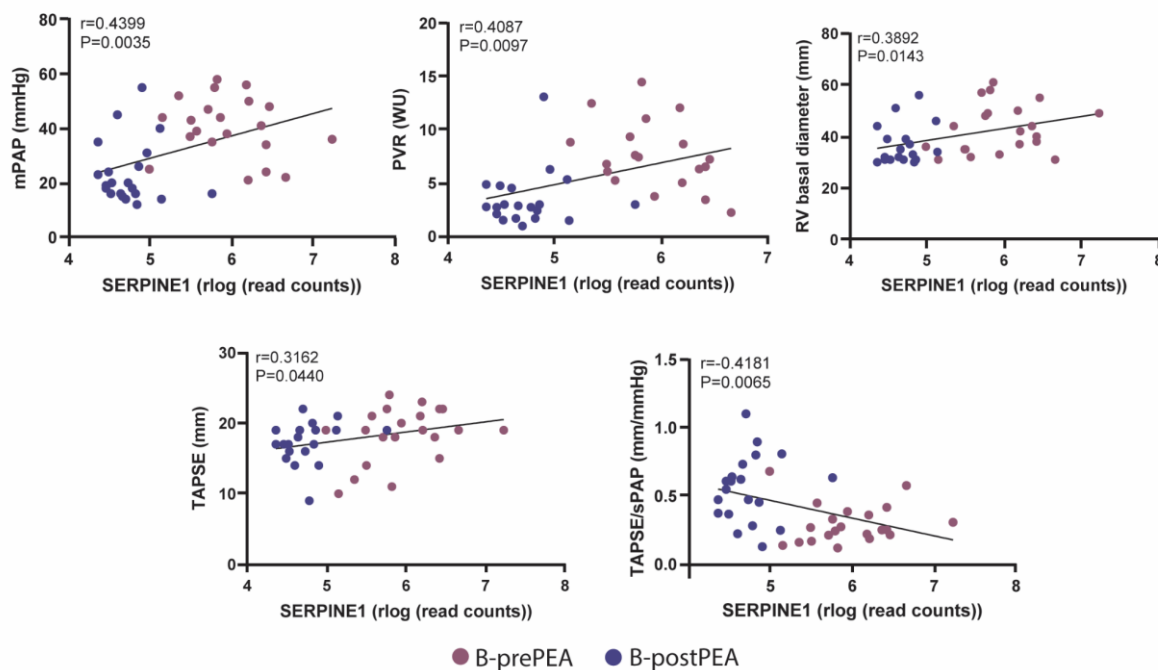 r=0.4399
P=0.0035
mPAP (mmHg)
60
40
20
0
4 5 6 7 8
SERPINE1 (rlog (read counts))
r=0.4087
P=0.0097
PVR (WU)
20
15
10
5
0
4 5 6 7
SERPINE1 (rlog (read counts))
r=0.3892
P=0.0143
RV basal diameter (mm)
80
60
40
20
0
4 5 6 7 8
SERPINE1 (rlog (read counts))
r=0.3162
P=0.0440
TAPSE (mm)
30
20
10
0
4 5 6 7 8
SERPINE1 (rlog (read counts))
r=-0.4181
P=0.0065
TAPSE/sPAP (mm/mmHg)
1.5
1.0
0.5
0.0
5 6 7 8
SERPINE1 (rlog (read counts))
B-prePEA B-postPEA